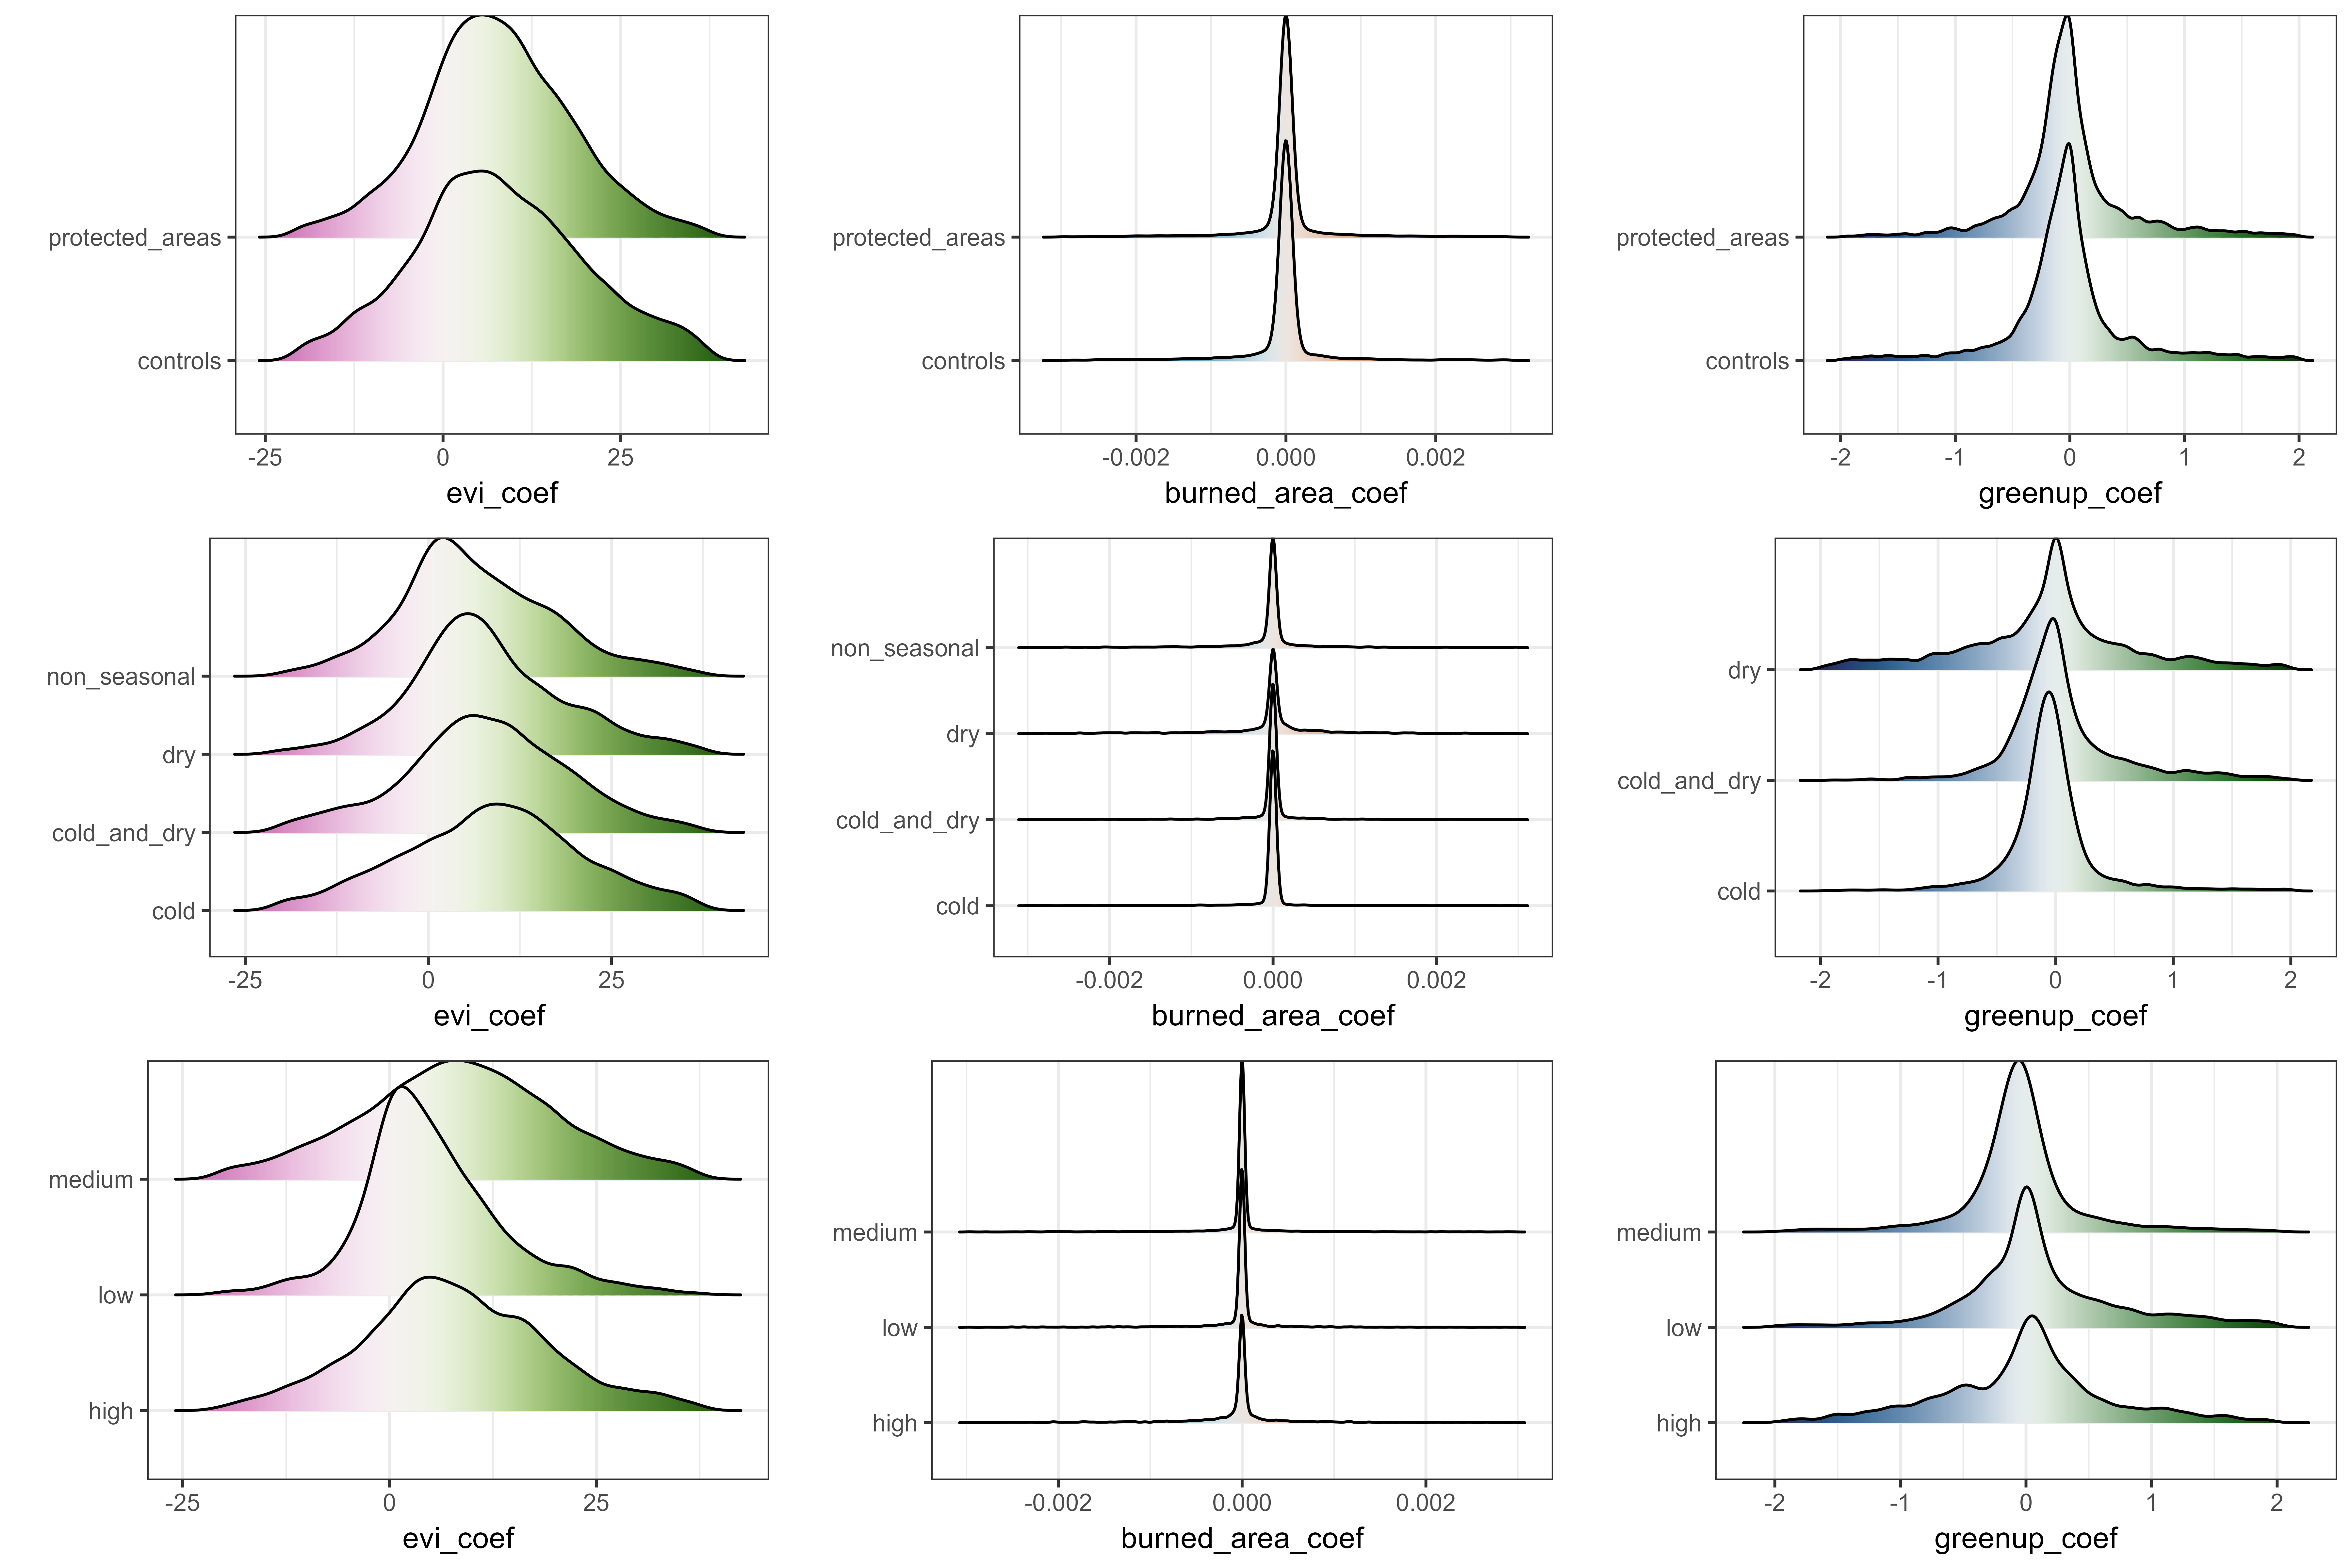 protected_areas
controls
-25 0 25
evi_coef
protected_areas
controls
-0.002 0.000 0.002
burned_area_coef
protected_areas
controls
-2 -1 0 1 2
greenup_coef
non_seasonal
dry
cold_and_dry
cold
-25 0 25
evi_coef
non_seasonal
dry
cold_and_dry
cold
-0.002 0.000 0.002
burned_area_coef
dry
cold_and_dry
cold
-2 -1 0 1 2
greenup_coef
medium
low
high
-25 0 25
evi_coef
medium
low
high
-0.002 0.000 0.002
burned_area_coef
medium
low
high
-2 -1 0 1 2
greenup_coef